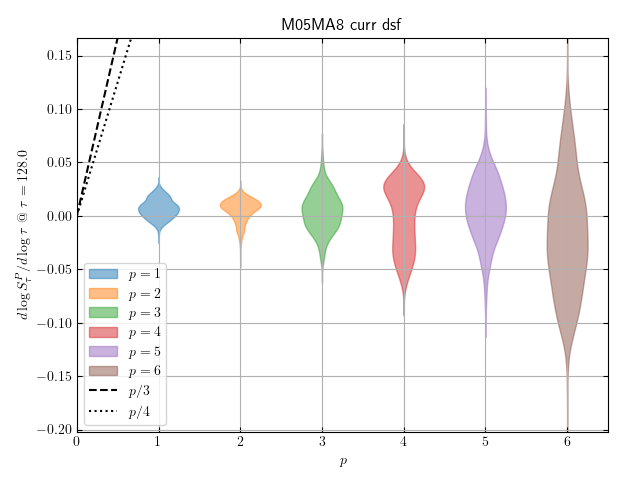 M05MA8 curr dsf
d log S_τ^P / d log τ @ τ = 128.0
0.15
0.10
0.05
0.00
−0.05
−0.10
−0.15
−0.20
p = 1
p = 2
p = 3
p = 4
p = 5
p = 6
p/3
p/4
0 1 2 3 4 5 6
p